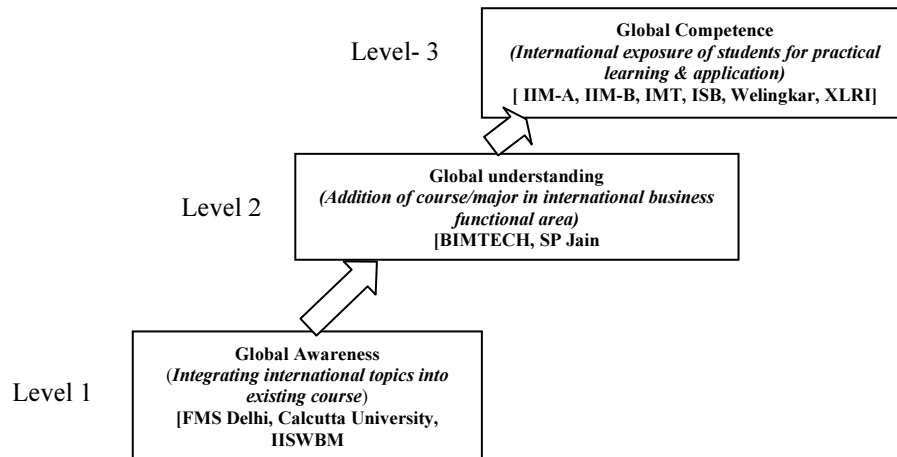 Level- 3
Global Competence
(International exposure of students for practical
learning & application)
[ IIM-A, IIM-B, IMT, ISB, Welingkar, XLRI]
Level 2
Global understanding
(Addition of course/major in international business
functional area)
[BIMTECH, SP Jain
Level 1
Global Awareness
(Integrating international topics into
existing course)
[FMS Delhi, Calcutta University,
IISWBM